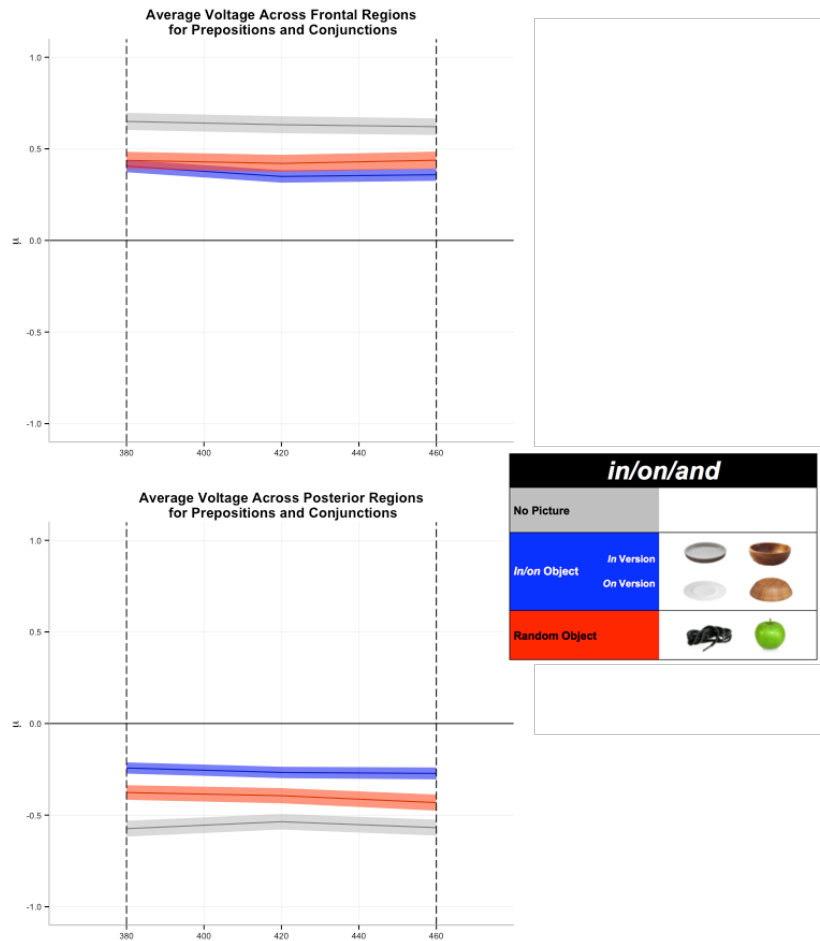 Average Voltage Across Frontal Regions
for Prepositions and Conjunctions
1.0
0.5
0.0
-0.5
-1.0
380
400
420
440
460
in/on/and
No Picture
In/on Object
In Version
On Version
Random Object
Average Voltage Across Posterior Regions
for Prepositions and Conjunctions
1.0
0.5
0.0
-0.5
-1.0
380
400
420
440
460